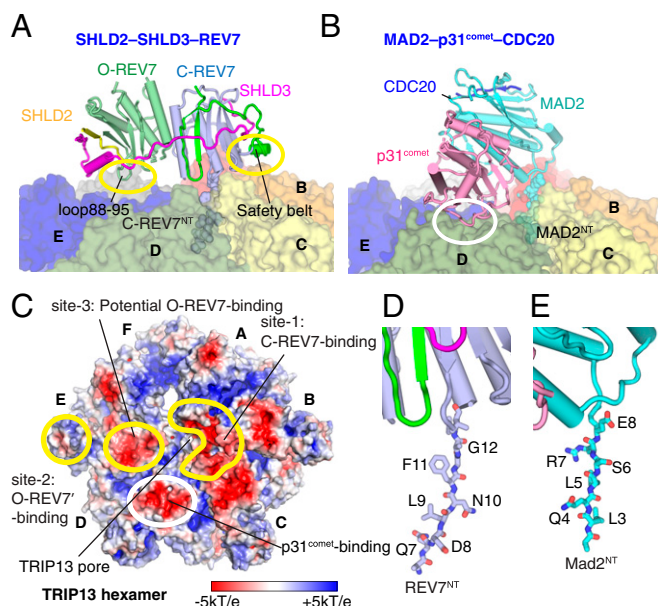 A
SHLD2–SHLD3–REV7
O-REV7
C-REV7
SHLD3
SHLD2
loop88-95
C-REV7NT
Safety belt
E
D
B
C
B
MAD2–p31comet–CDC20
CDC20
MAD2
p31comet
MAD2NT
E
D
B
C
C
site-3: Potential O-REV7-binding
site-1:
C-REV7-binding
F
A
E
B
site-2:
O-REV7'
-binding
D
C
TRIP13 pore
p31comet-binding
TRIP13 hexamer
-5kT/e
+5kT/e
D
G12
F11
L9
N10
Q7
D8
REV7NT
E
E8
R7
S6
L5
Q4
L3
Mad2NT